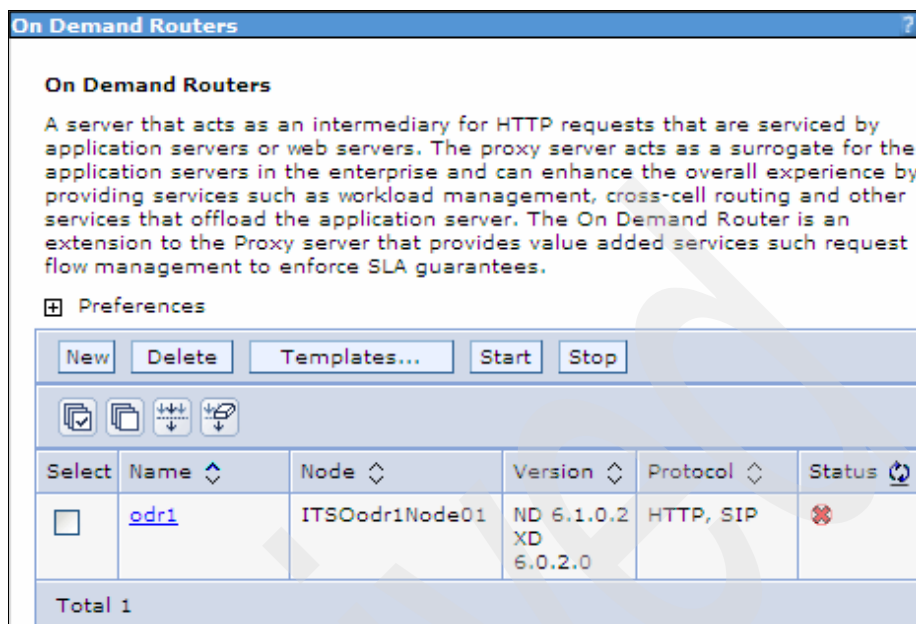 On Demand Routers ?
On Demand Routers
A server that acts as an intermediary for HTTP requests that are serviced by
application servers or web servers. The proxy server acts as a surrogate for the
application servers in the enterprise and can enhance the overall experience by
providing services such as workload management, cross-cell routing and other
services that offload the application server. The On Demand Router is an
extension to the Proxy server that provides value added services such request
flow management to enforce SLA guarantees.
Preferences
New Delete Templates... Start Stop
Select Name Node Version Protocol Status
odr1 ITSOodr1Node01 ND 6.1.0.2 HTTP, SIP
XD
6.0.2.0
Total 1